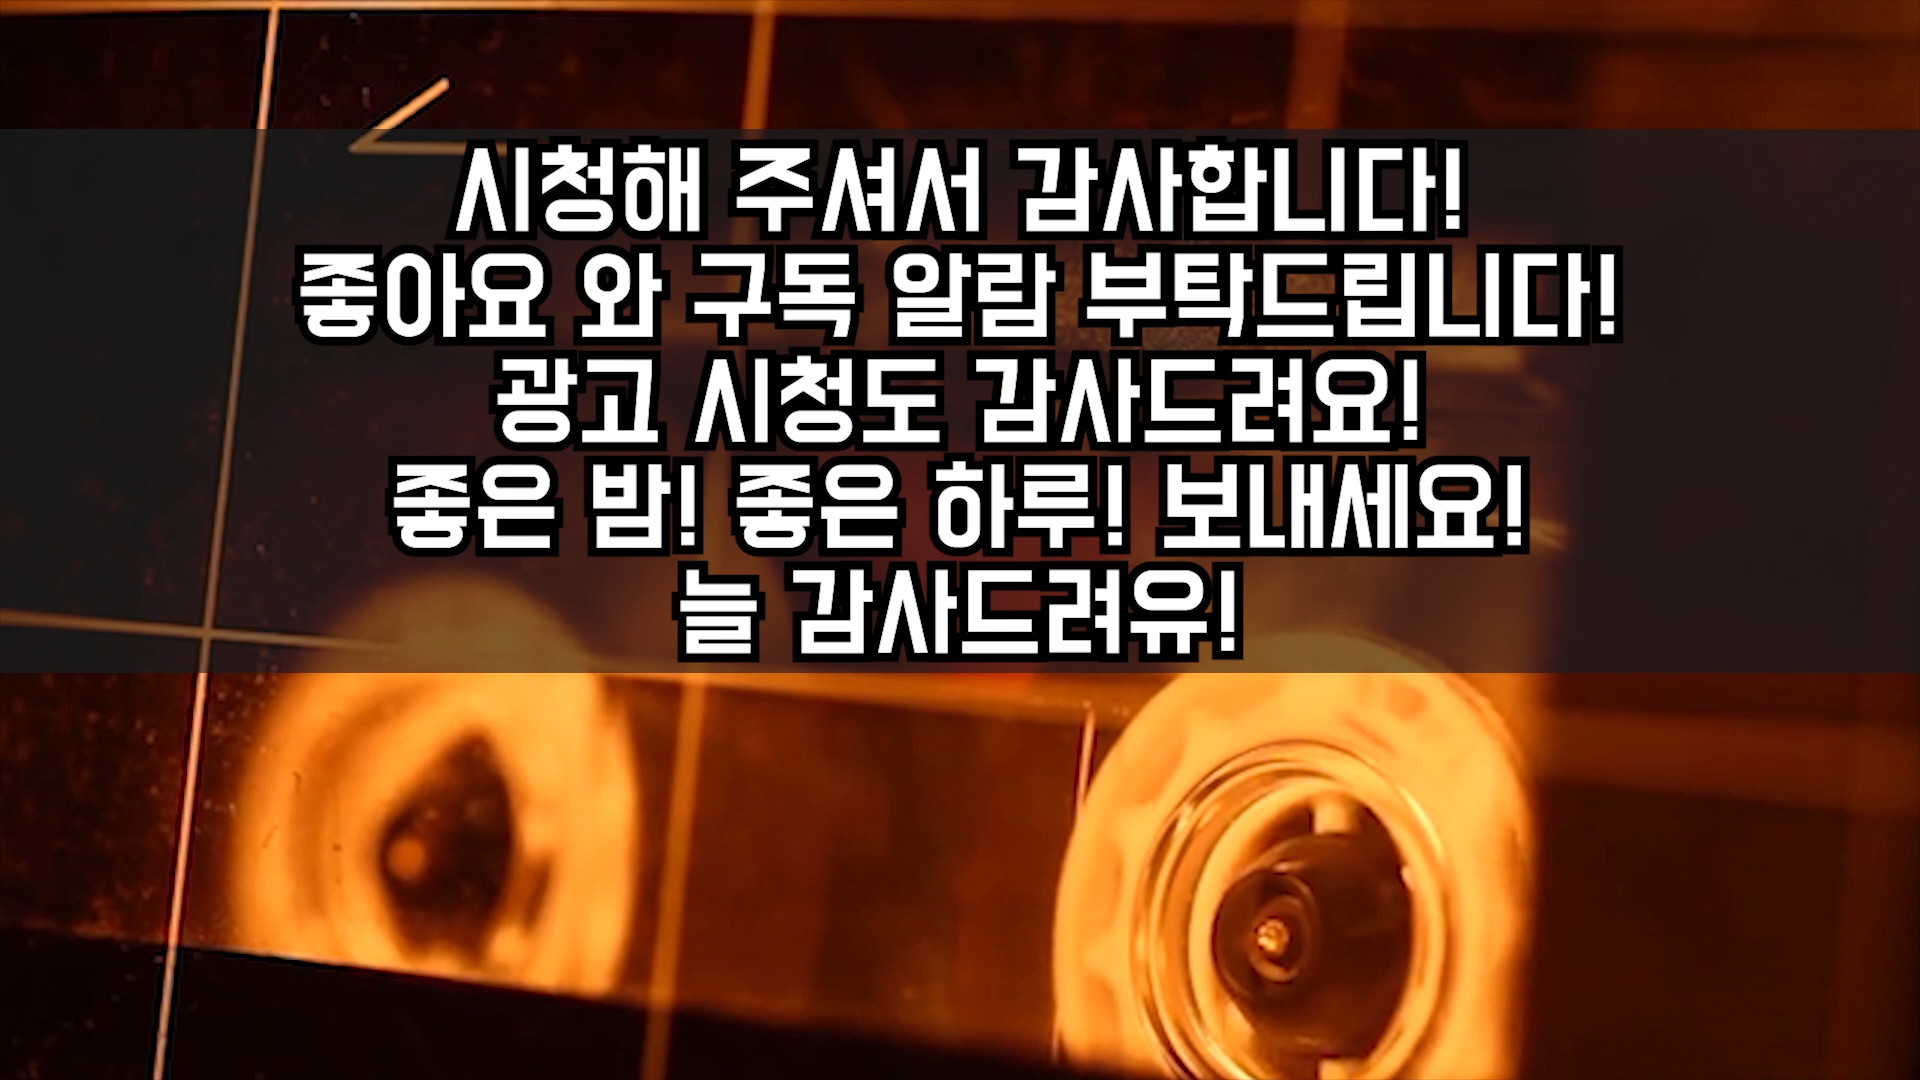 시청해 주셔서 감사합니다!
좋아요 와 구독 알람 부탁드립니다!
광고 시청도 감사드려요!
좋은 밤! 좋은 하루! 보내세요!
늘 감사드려유!